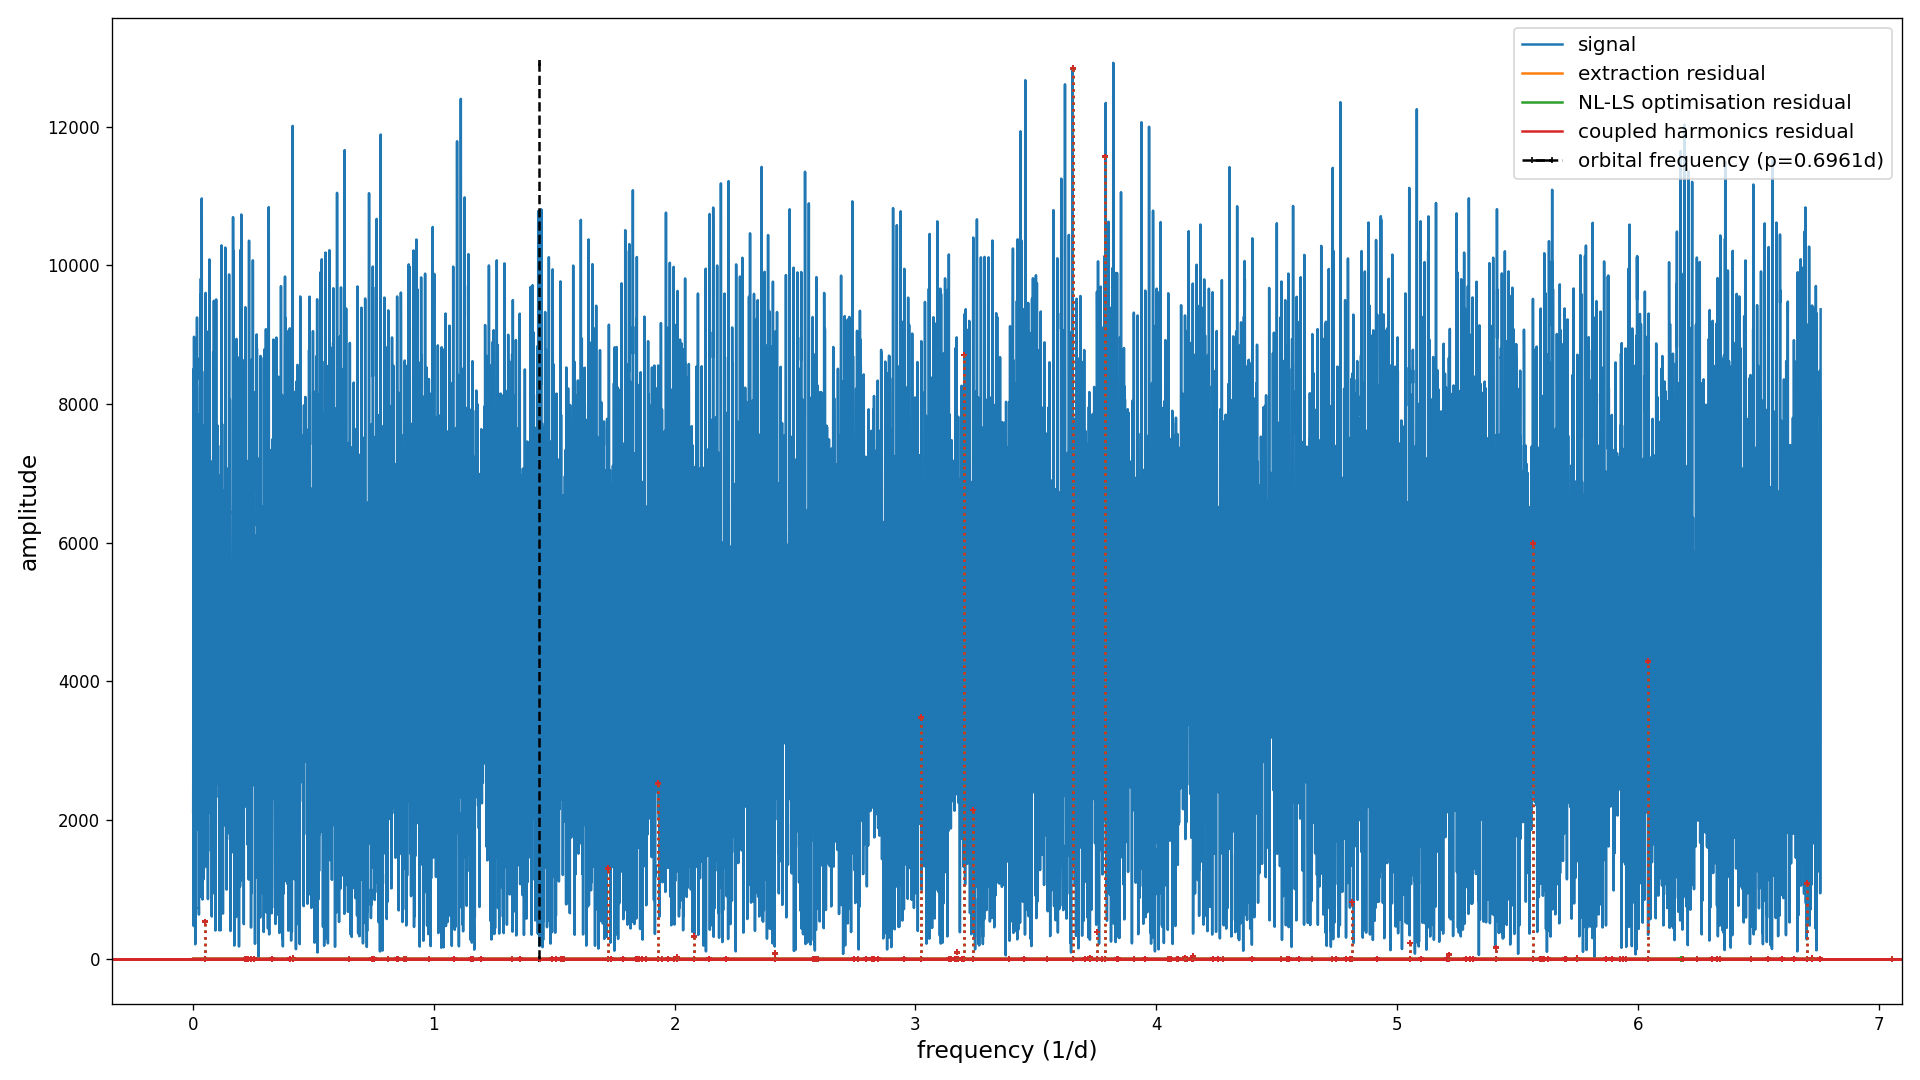 signal
extraction residual
NL-LS optimisation residual
coupled harmonics residual
orbital frequency (p=0.6961d)
amplitude
12000
10000
8000
6000
4000
2000
0
0 1 2 3 4 5 6 7
frequency (1/d)